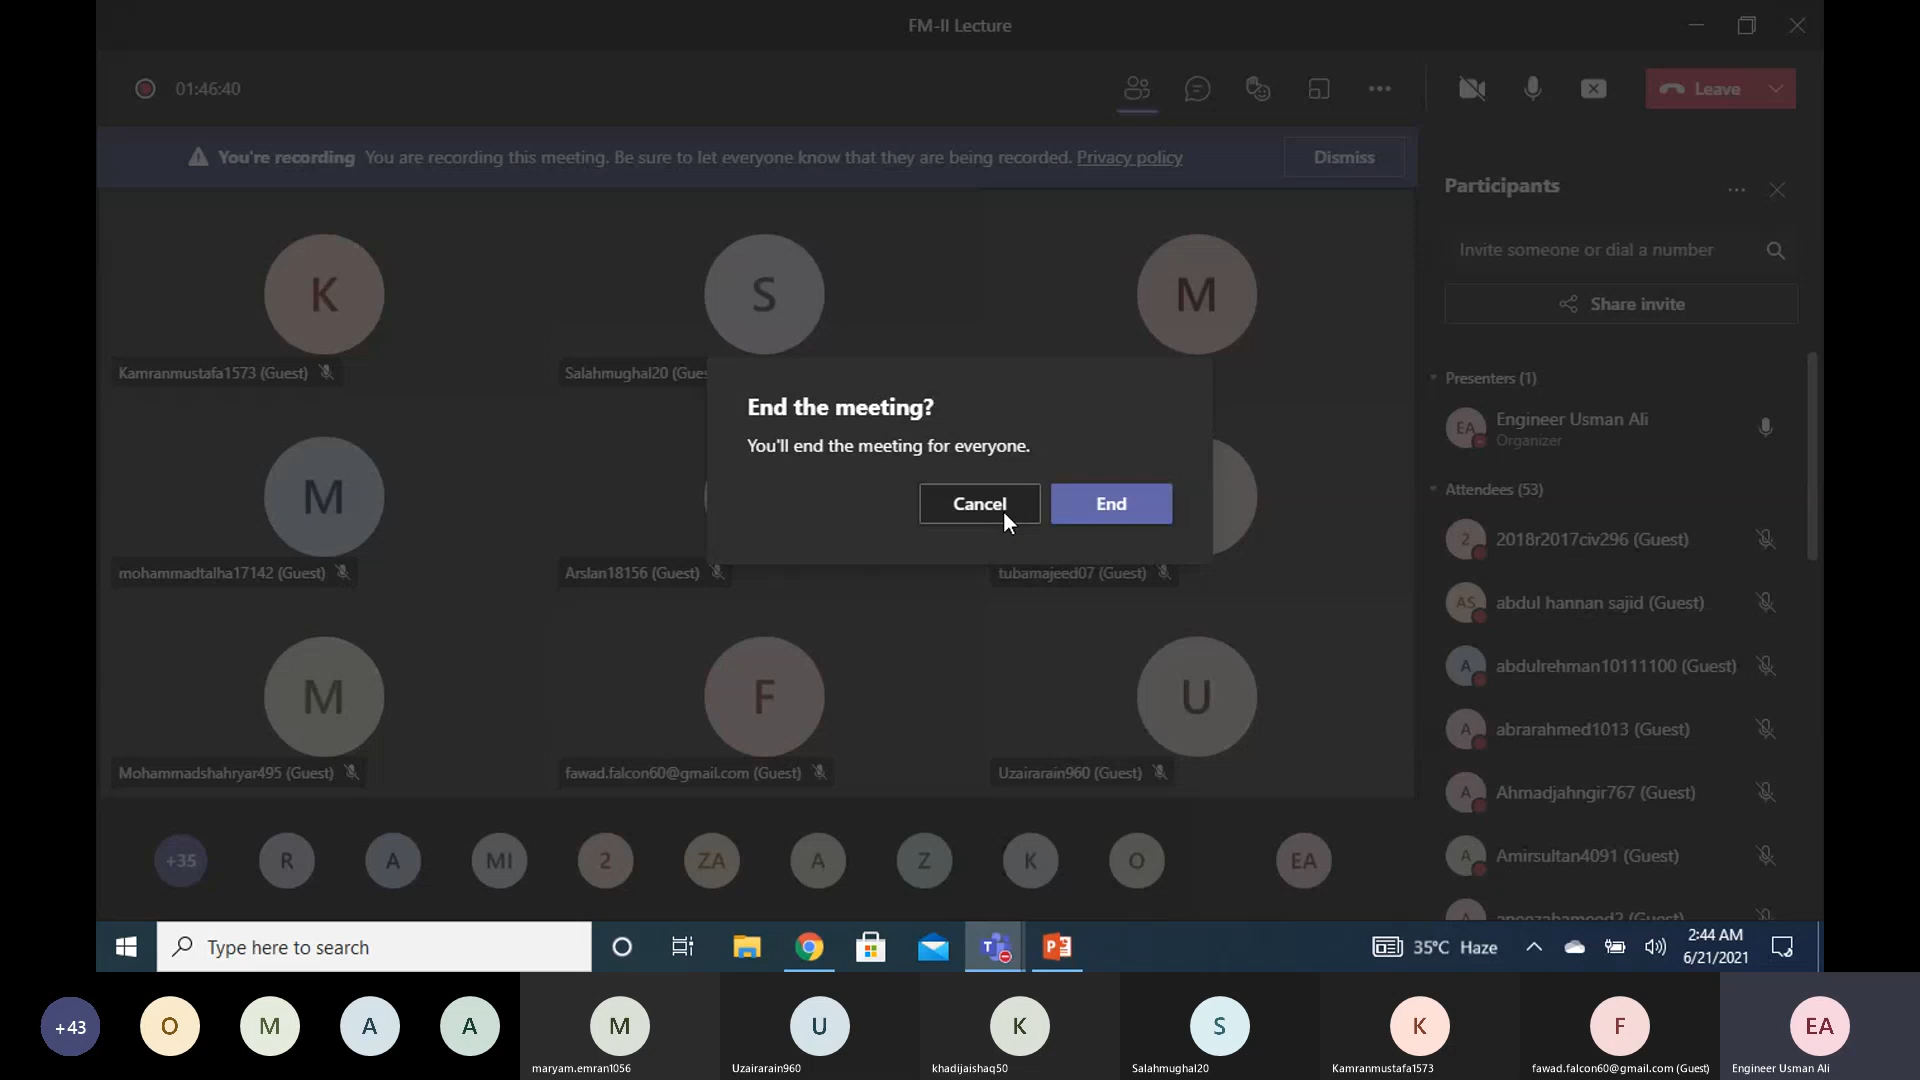 FM-II Lecture
01:46:40
Leave
You're recording You are recording this meeting. Be sure to let everyone know that they are being recorded. Privacy policy
Dismiss
Participants
Invite someone or dial a number
Share invite
K
S
M
Kamranmustafa1573 (Guest)
Salahmughal20 (Gues
Presenters (1)
EA
Engineer Usman Ali
Organizer
End the meeting?
You'll end the meeting for everyone.
Cancel
End
Attendees (53)
M
mohammadtalha17142 (Guest)
Arslan18156 (Guest)
tubamajeed07 (Guest)
2
2018r2017civ296 (Guest)
AS
abdul hannan sajid (Guest)
A
abdulrehman10111100 (Guest)
A
abrarahmed1013 (Guest)
A
Ahmadjahngir767 (Guest)
A
Amirsultan4091 (Guest)
M
F
U
Mohammadshahryar495 (Guest)
fawad.falcon60@gmail.com (Guest)
Uzairarain960 (Guest)
+35
R
A
MI
2
ZA
A
Z
K
O
EA
Type here to search
35°C Haze
2:44 AM
6/21/2021
+43
O
M
A
A
M
U
K
S
K
F
EA
maryam.emran1056
Uzairarain960
khadijaishaq50
Salahmughal20
Kamranmustafa1573
fawad.falcon60@gmail.com (Guest)
Engineer Usman Ali